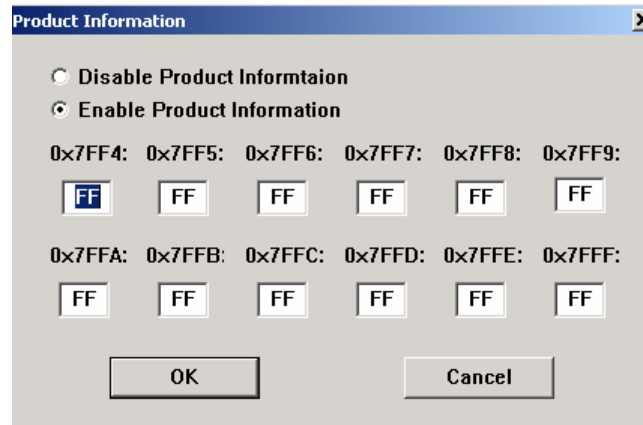 Product Information
Disable Product Informtaion
Enable Product Information
0x7FF4: 0x7FF5: 0x7FF6: 0x7FF7: 0x7FF8: 0x7FF9:
FF FF FF FF FF FF
0x7FFA: 0x7FFB: 0x7FFC: 0x7FFD: 0x7FFE: 0x7FFF:
FF FF FF FF FF FF
OK Cancel